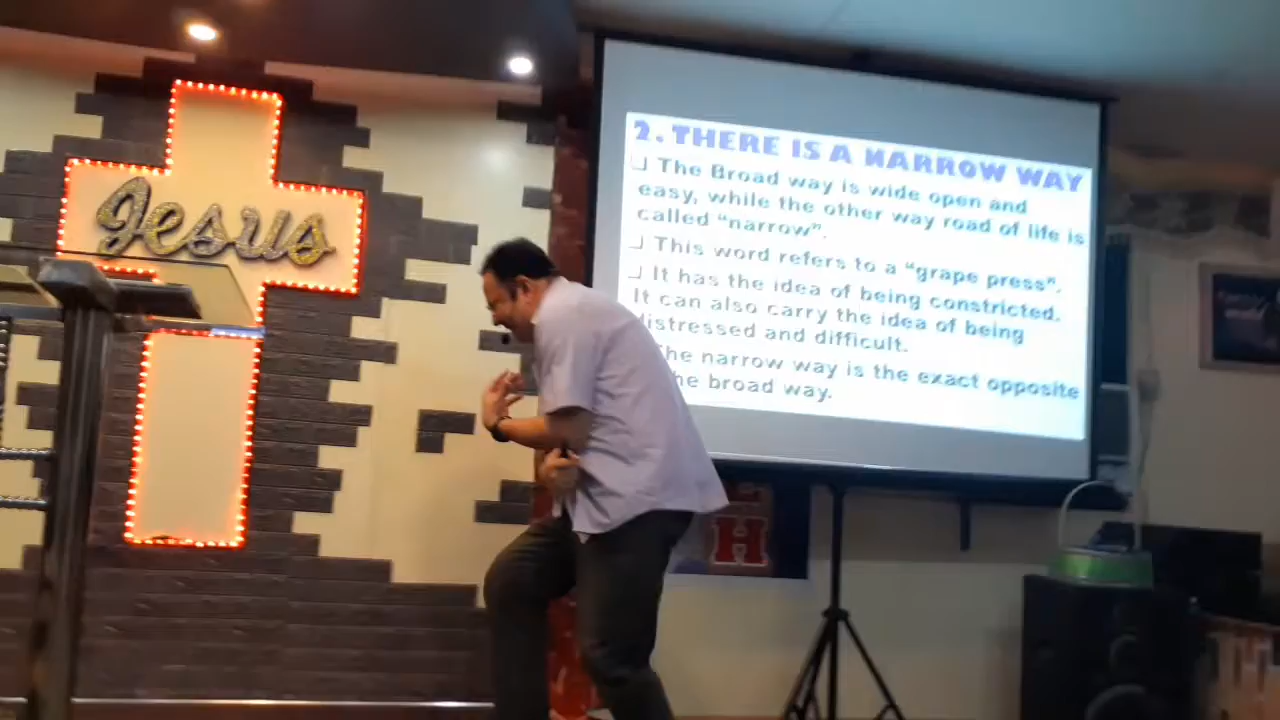 Jesus
2. THERE IS A NARROW WAY
The Broad way is wide open and
easy, while the other way road of life is
called "narrow".
This word refers to a "grape press".
It has the idea of being constricted.
It can also carry the idea of being
distressed and difficult.
The narrow way is the exact opposite
the broad way.
H